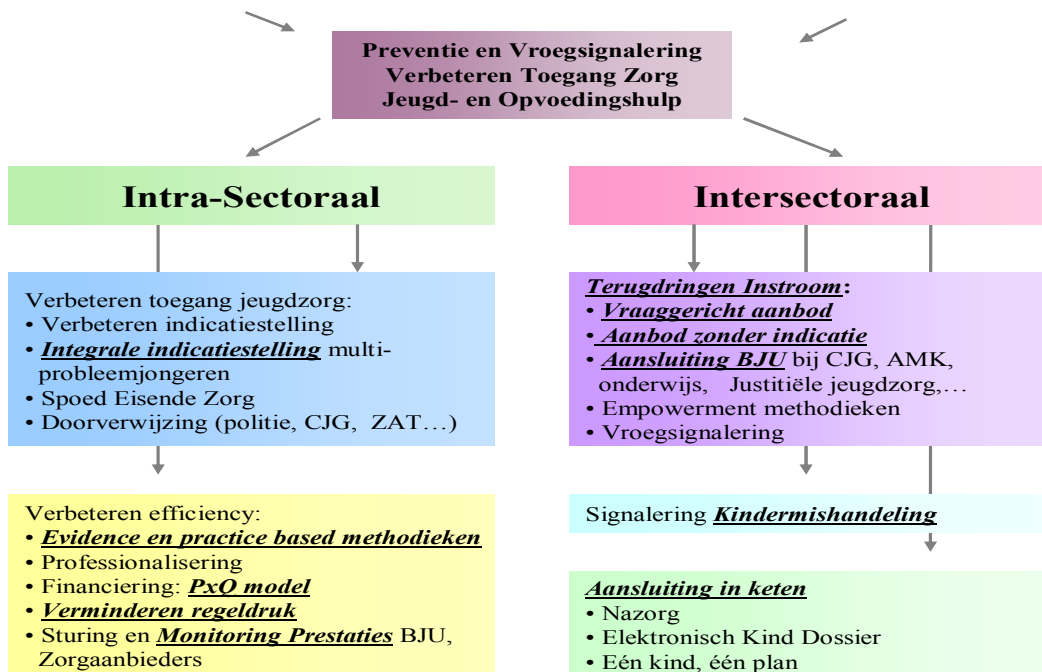 Preventie en Vroegsignalering
Verbeteren Toegang Zorg
Jeugd- en Opvoedingshulp
Intra-Sectoraal
Verbeteren toegang jeugdzorg:
• Verbeteren indicatiestelling
• Integrale indicatiestelling multi-
probleemjongeren
• Spoed Eisende Zorg
• Doorverwijzing (politie, CJG, ZAT…)
Verbeteren efficiency:
• Evidence en practice based methodieken
• Professionalisering
• Financiering: PxQ model
• Verminderen regeldruk
• Sturing en Monitoring Prestaties BJU,
Zorgaanbieders
Intersectoraal
Terugdringen Instroom:
• Vraaggericht aanbod
• Aanbod zonder indicatie
• Aansluiting BJU bij CJG, AMK,
onderwijs, Justitiële jeugdzorg,…
• Empowerment methodieken
• Vroegsignalering
Signalering Kindermishandeling
Aansluiting in keten
• Nazorg
• Elektronisch Kind Dossier
• Eén kind, één plan